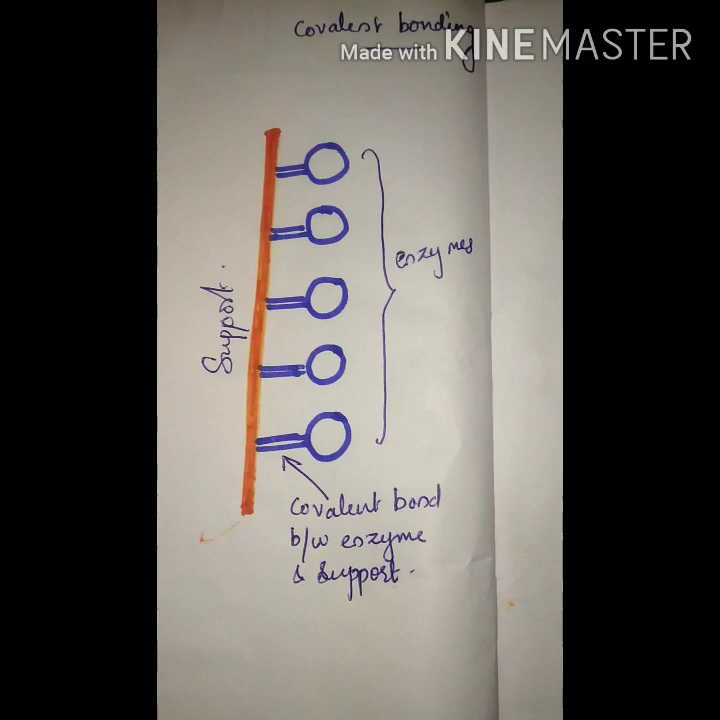 Covalent bonding
Made with KINEMASTER
Support.
enzymes
Covalent bond
b/w enzyme
& Support.